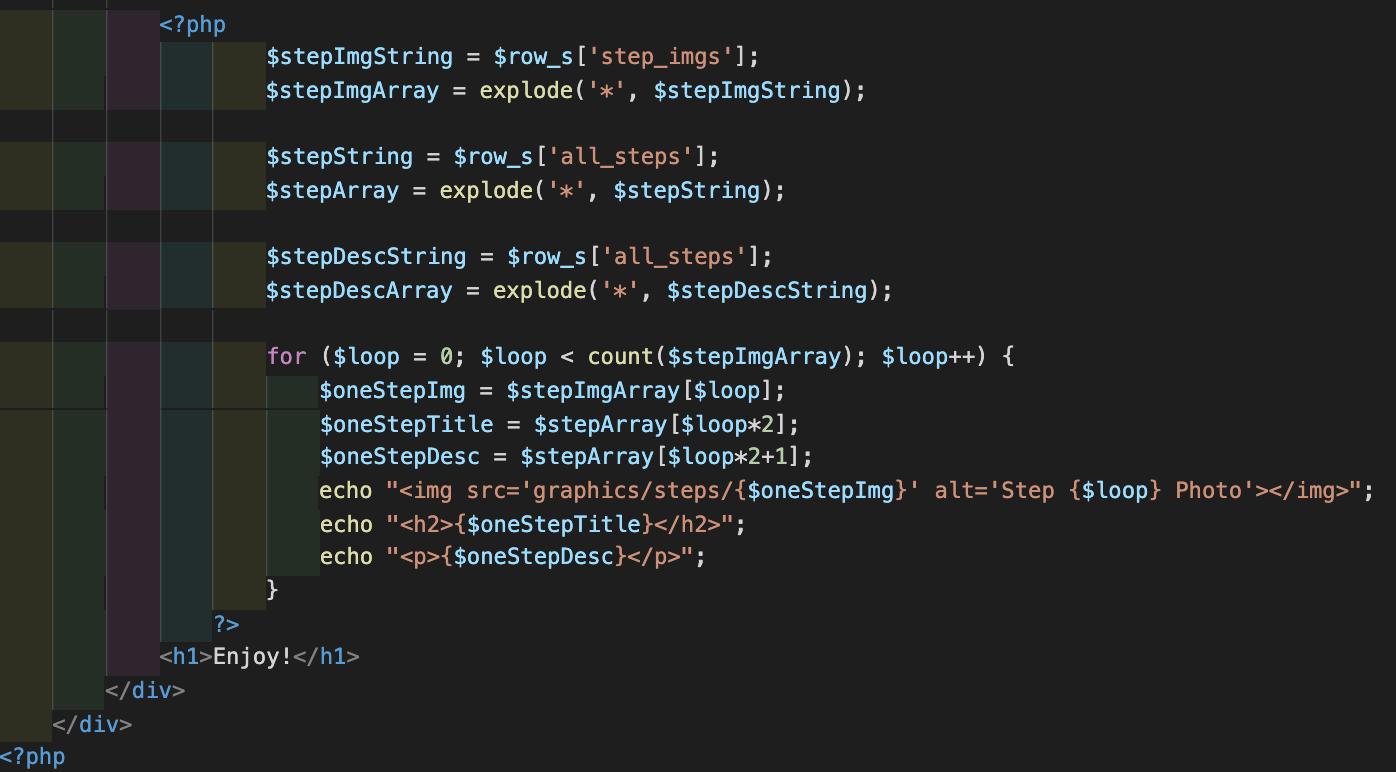 <?php
$stepImgString = $row_s['step_imgs'];
$stepImgArray = explode('*', $stepImgString);
$stepString = $row_s['all_steps'];
$stepArray = explode('*', $stepString);
$stepDescString = $row_s['all_steps'];
$stepDescArray = explode('*', $stepDescString);
for ($loop = 0; $loop < count($stepImgArray); $loop++) {
$oneStepImg = $stepImgArray[$loop];
$oneStepTitle = $stepArray[$loop*2];
$oneStepDesc = $stepArray[$loop*2+1];
echo "<img src='graphics/steps/{$oneStepImg}' alt='Step {$loop} Photo'></img>";
echo "<h2>{$oneStepTitle}</h2>";
echo "<p>{$oneStepDesc}</p>";
}
?>
<h1>Enjoy!</h1>
</div>
</div>
<?php